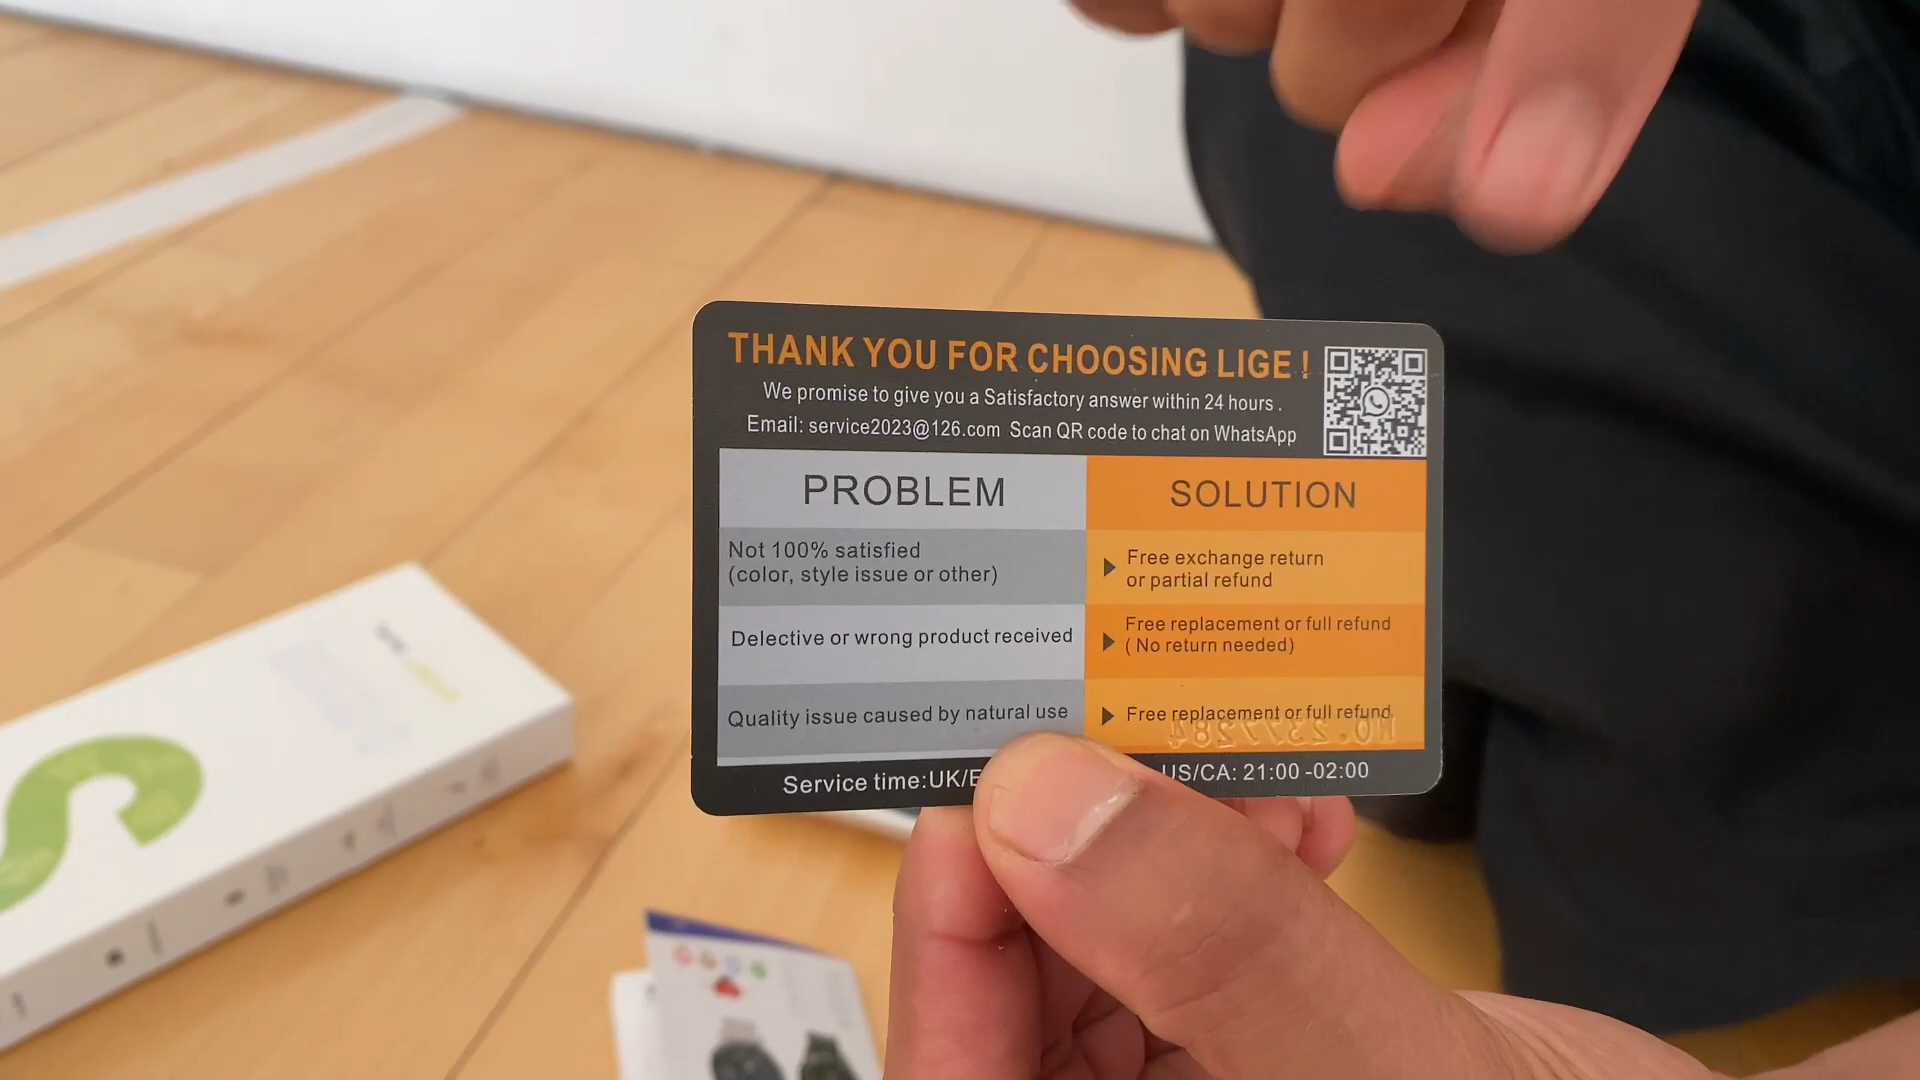 THANK YOU FOR CHOOSING LIGE !
We promise to give you a Satisfactory answer within 24 hours .
Email: service2023@126.com Scan QR code to chat on WhatsApp
PROBLEM
SOLUTION
Not 100% satisfied
(color, style issue or other)
Free exchange return
or partial refund
Delective or wrong product received
Free replacement or full refund
( No return needed)
Quality issue caused by natural use
Free replacement or full refund
NO.2377284
Service time:UK/E
US/CA: 21:00 -02:00